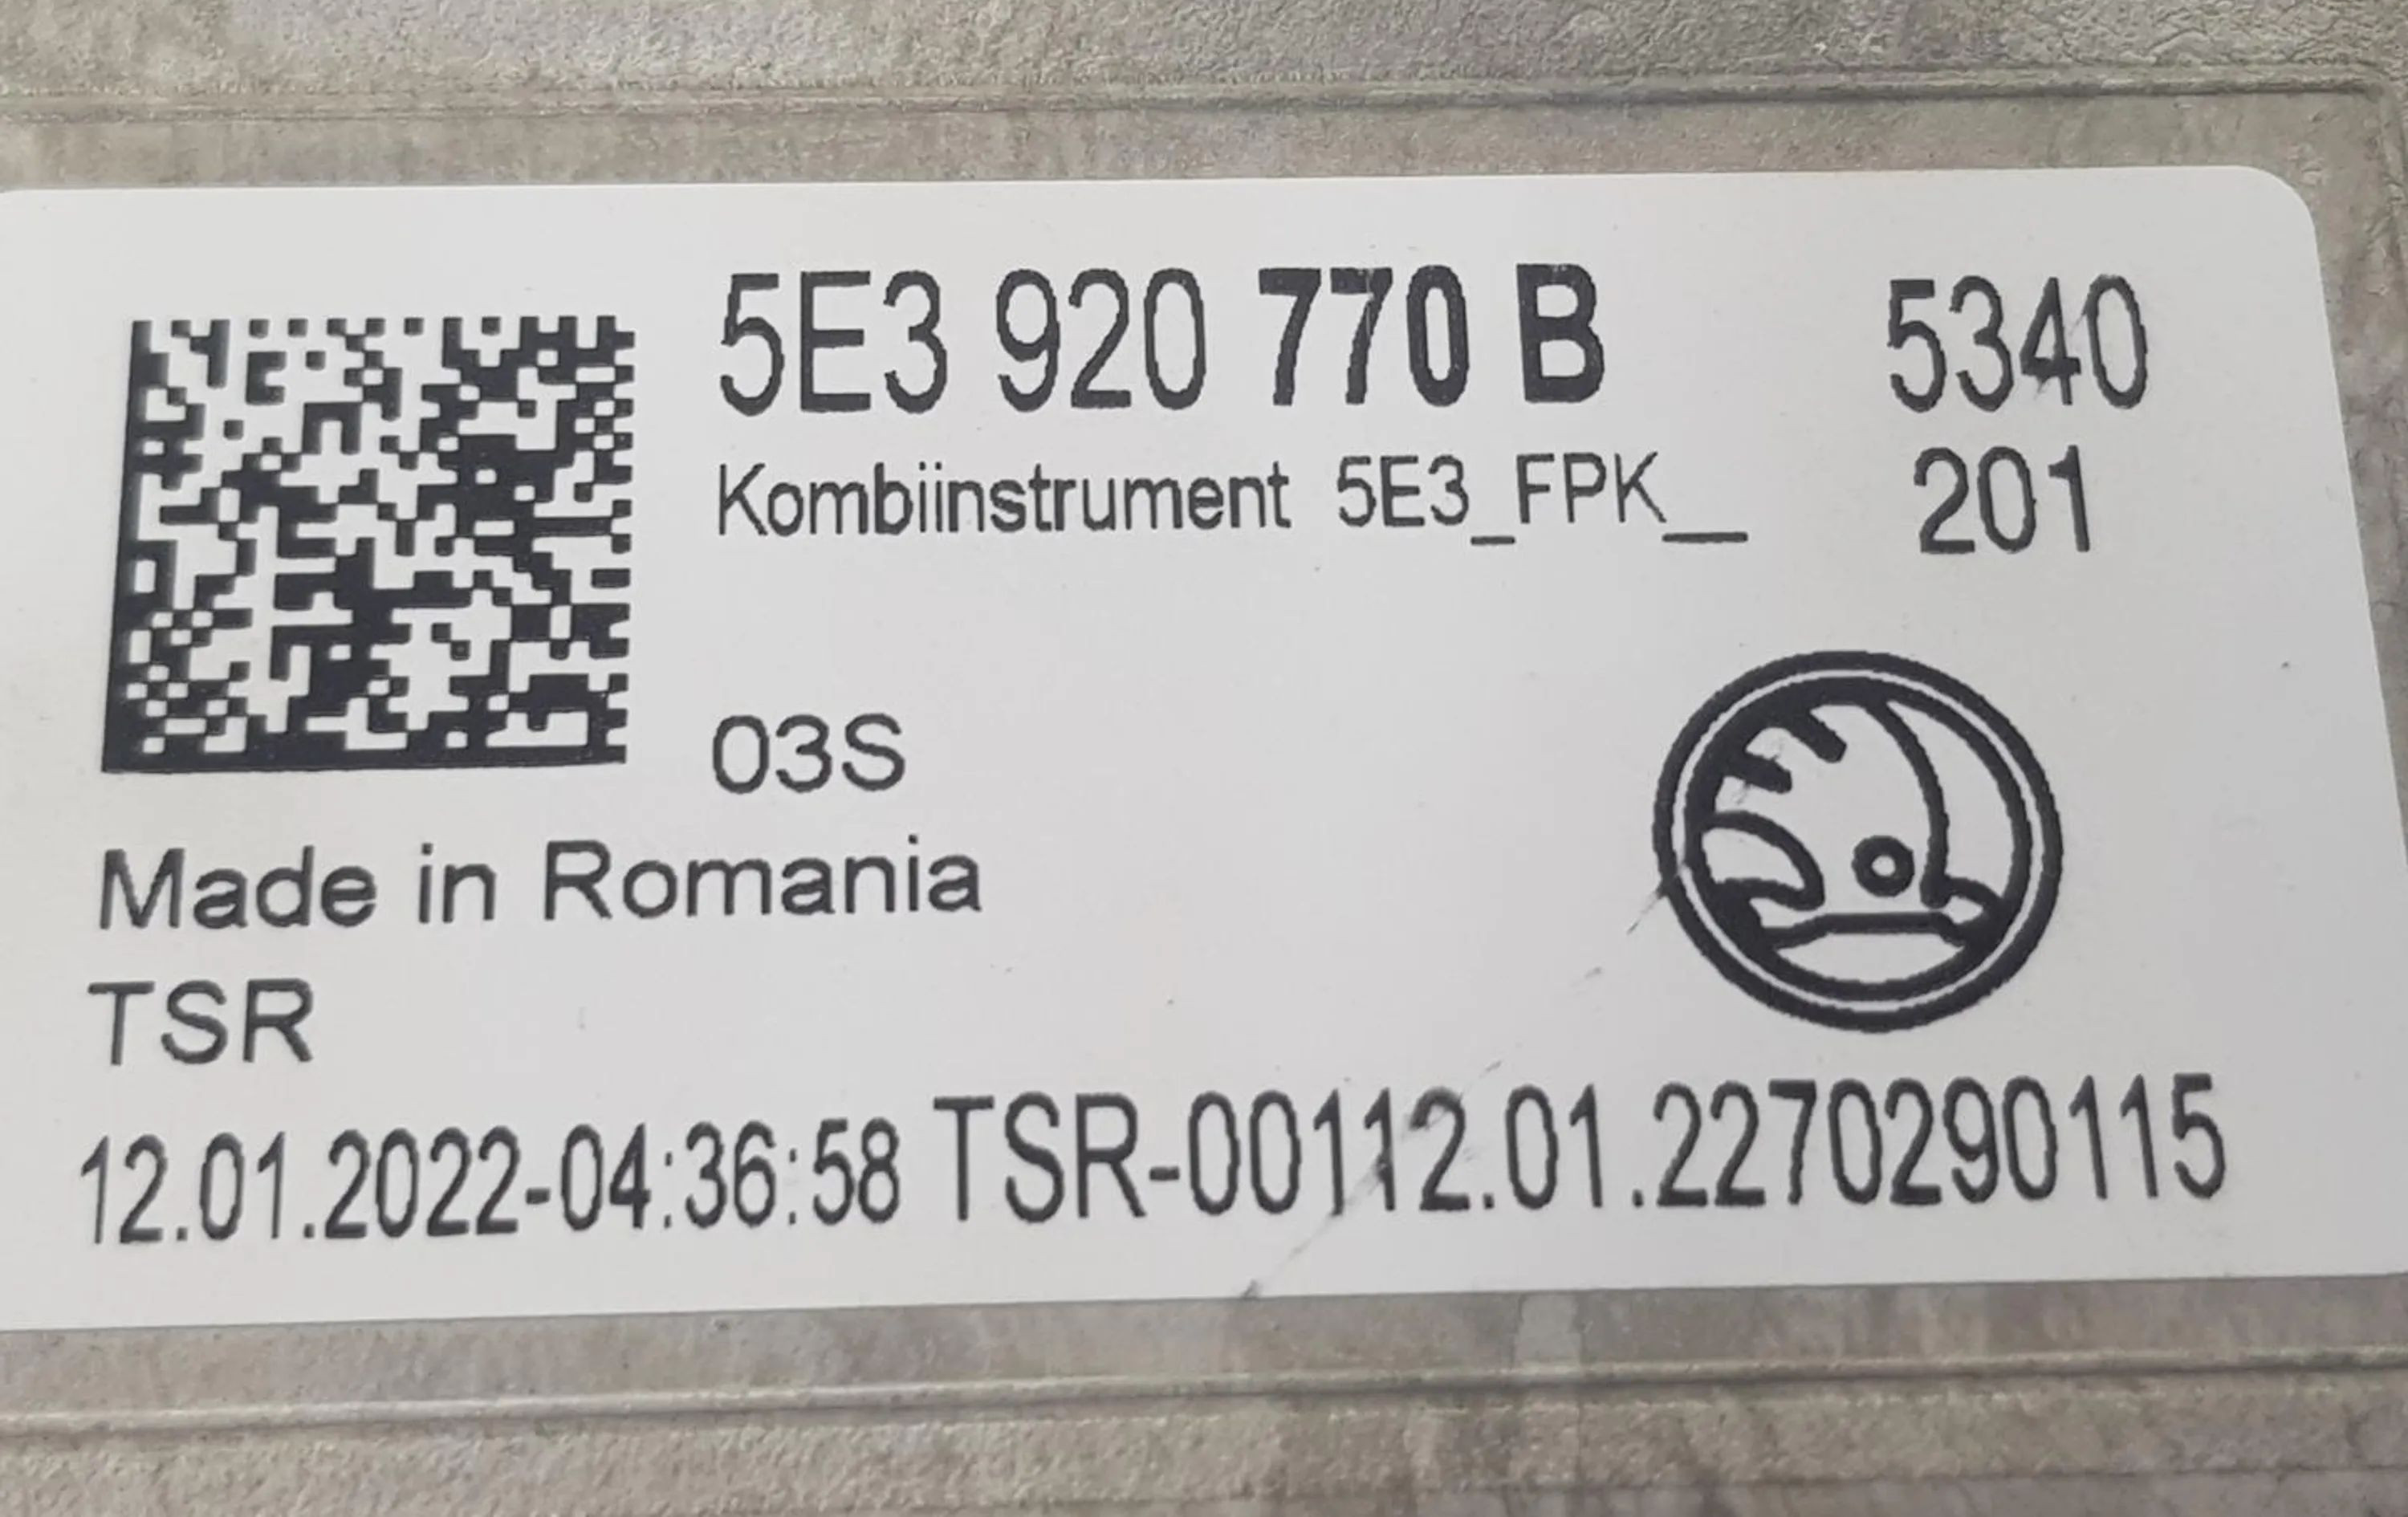 5E3 920 770 B 5340
Kombiinstrument 5E3_FPK__ 201
03S
Made in Romania
TSR
12.01.2022-04:36:58 TSR-00112.01.2270290115